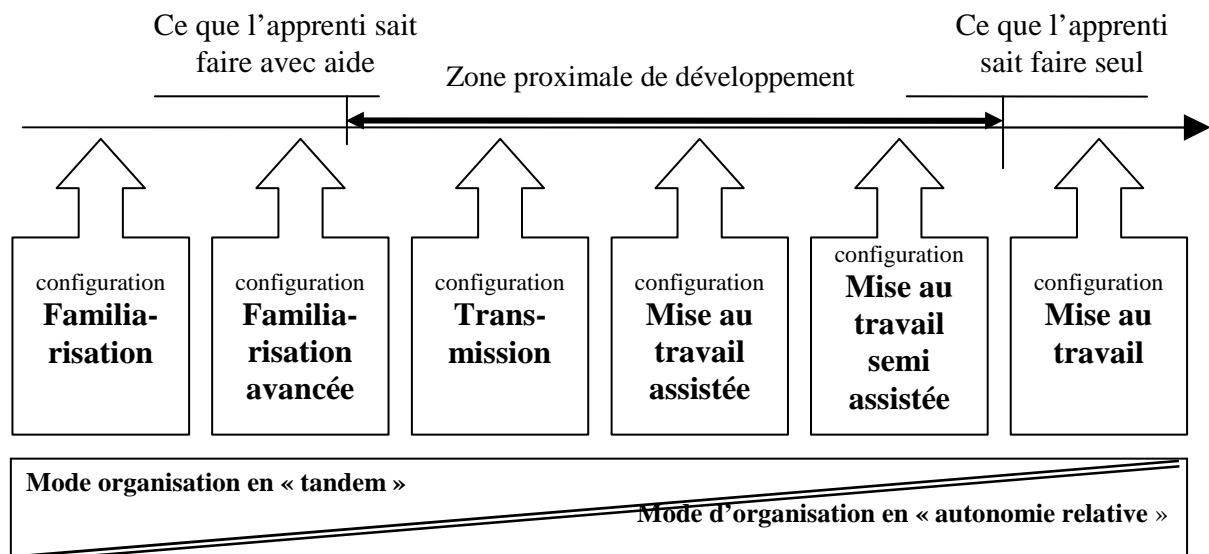 Ce que l’apprenti sait
faire avec aide
Zone proximale de développement
Ce que l’apprenti
sait faire seul
configuration
Familia-
risation
configuration
Familia-
risation
avancée
configuration
Trans-
mission
configuration
Mise au
travail
assistée
configuration
Mise au
travail
semi
assistée
configuration
Mise au
travail
Mode organisation en « tandem »
Mode d’organisation en « autonomie relative »